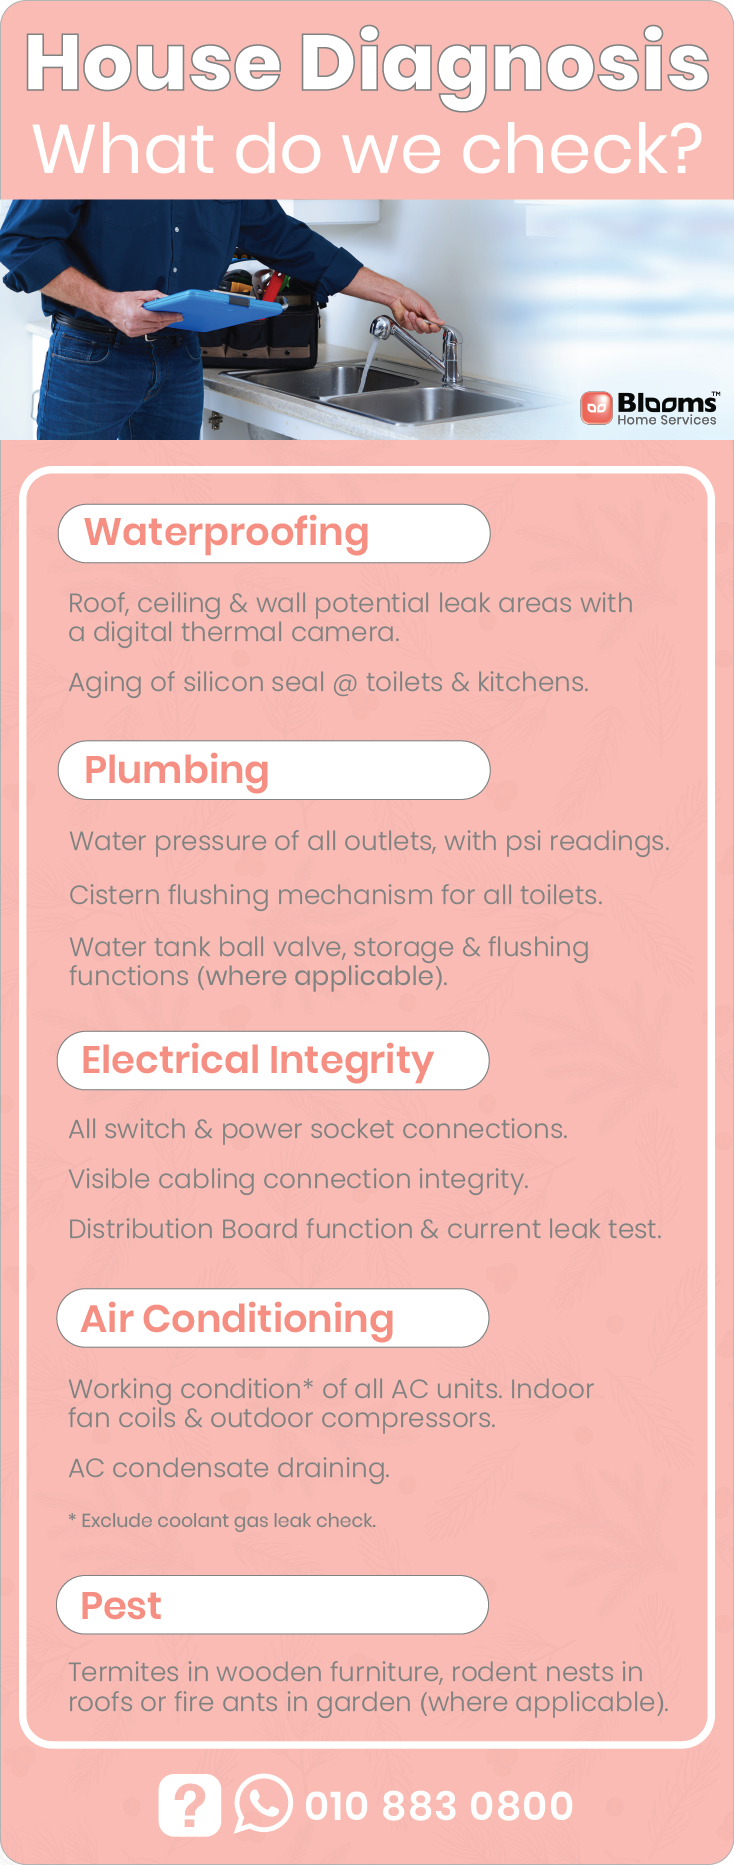 House Diagnosis
What do we check?
Blooms™
Home Services
Waterproofing
Roof, ceiling & wall potential leak areas with
a digital thermal camera.
Aging of silicon seal @ toilets & kitchens.
Plumbing
Water pressure of all outlets, with psi readings.
Cistern flushing mechanism for all toilets.
Water tank ball valve, storage & flushing
functions (where applicable).
Electrical Integrity
All switch & power socket connections.
Visible cabling connection integrity.
Distribution Board function & current leak test.
Air Conditioning
Working condition* of all AC units. Indoor
fan coils & outdoor compressors.
AC condensate draining.
* Exclude coolant gas leak check.
Pest
Termites in wooden furniture, rodent nests in
roofs or fire ants in garden (where applicable).
? 010 883 0800